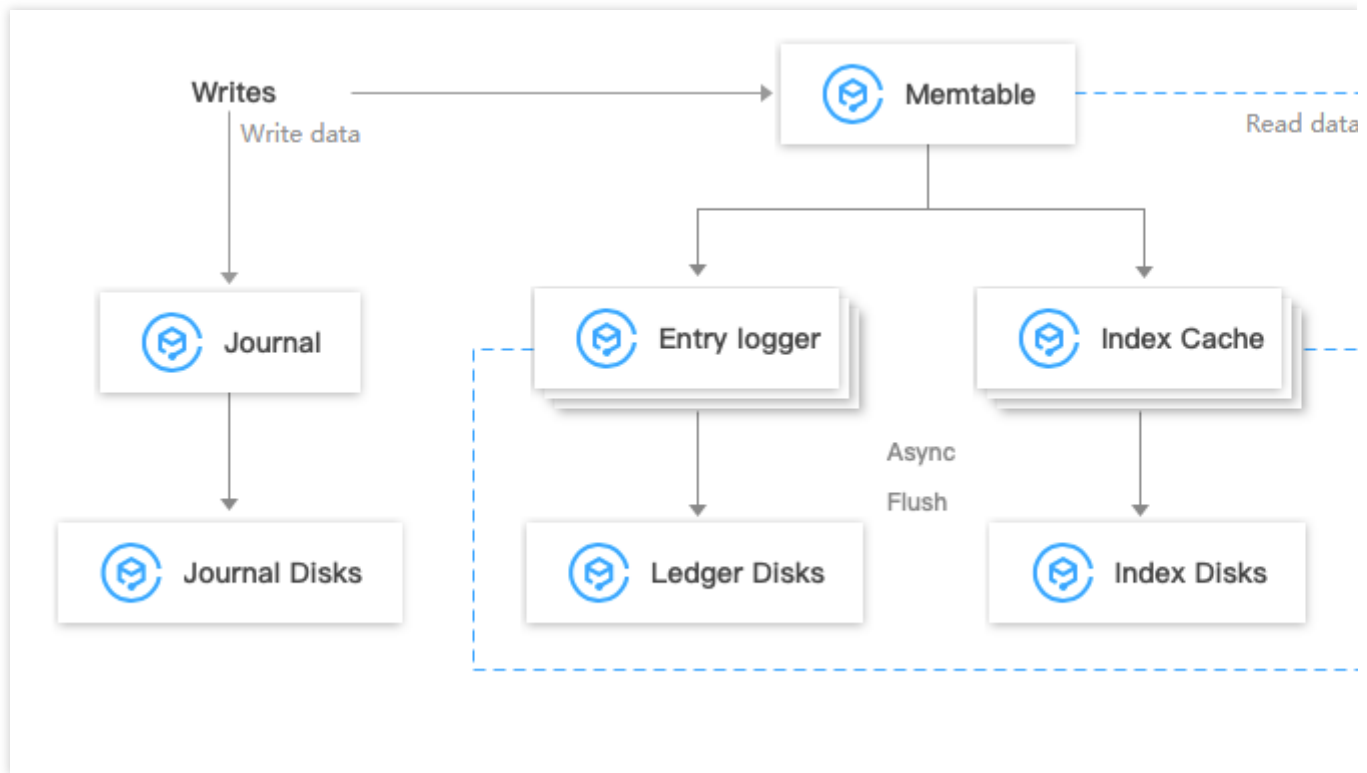 Writes
Memtable
Write data
Read data
Journal
Entry logger
Index Cache
Async
Flush
Journal Disks
Ledger Disks
Index Disks